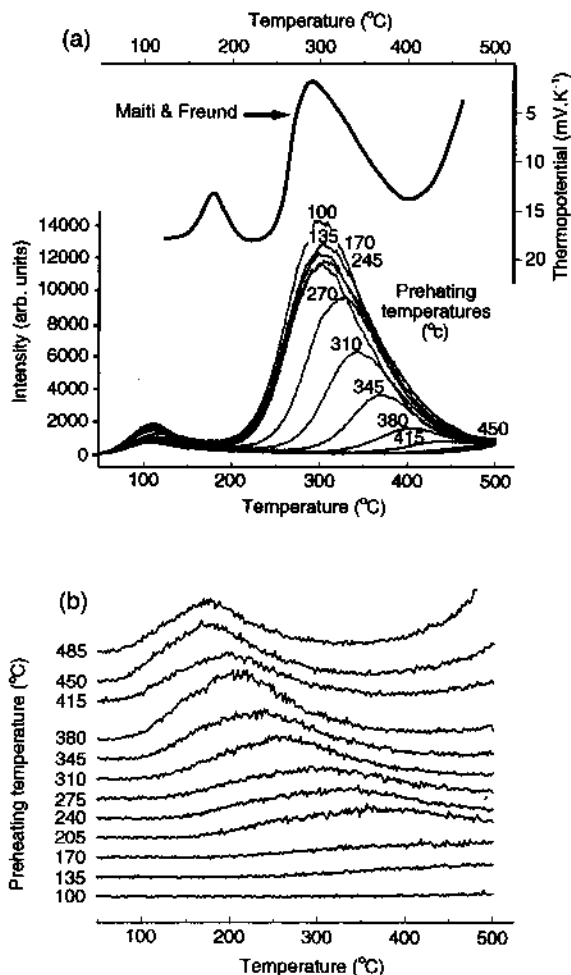 Temperature (°C)
(a)
100 200 300 400 500
Maiti & Freund
5
10
15
20
Thermopotential (mV.K⁻¹)
14000
12000
10000
8000
6000
4000
2000
0
Intensity (arb. units)
100
135 170
245
270
Prehating
temperatures
(°c)
310
345
380
415
450
100 200 300 400 500
Temperature (°C)
(b)
485
450
415
380
345
310
275
240
205
170
135
100
Preheating temperature (°C)
100 200 300 400 500
Temperature (°C)